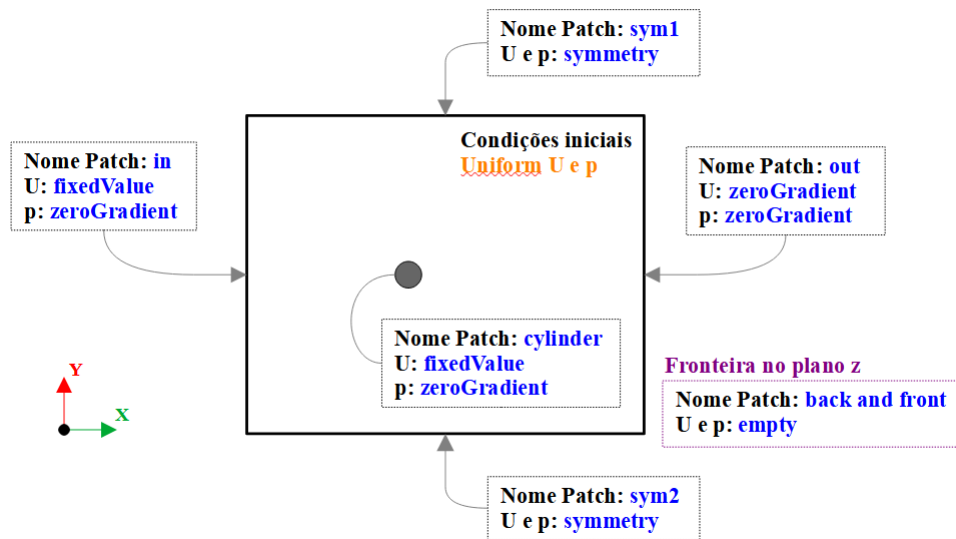 Nome Patch: sym1
U e p: symmetry
Condições iniciais
Uniform U e p
Nome Patch: in
U: fixedValue
p: zeroGradient
Nome Patch: out
U: zeroGradient
p: zeroGradient
Nome Patch: cylinder
U: fixedValue
p: zeroGradient
Fronteira no plano z
Nome Patch: back and front
U e p: empty
Y
X
Nome Patch: sym2
U e p: symmetry